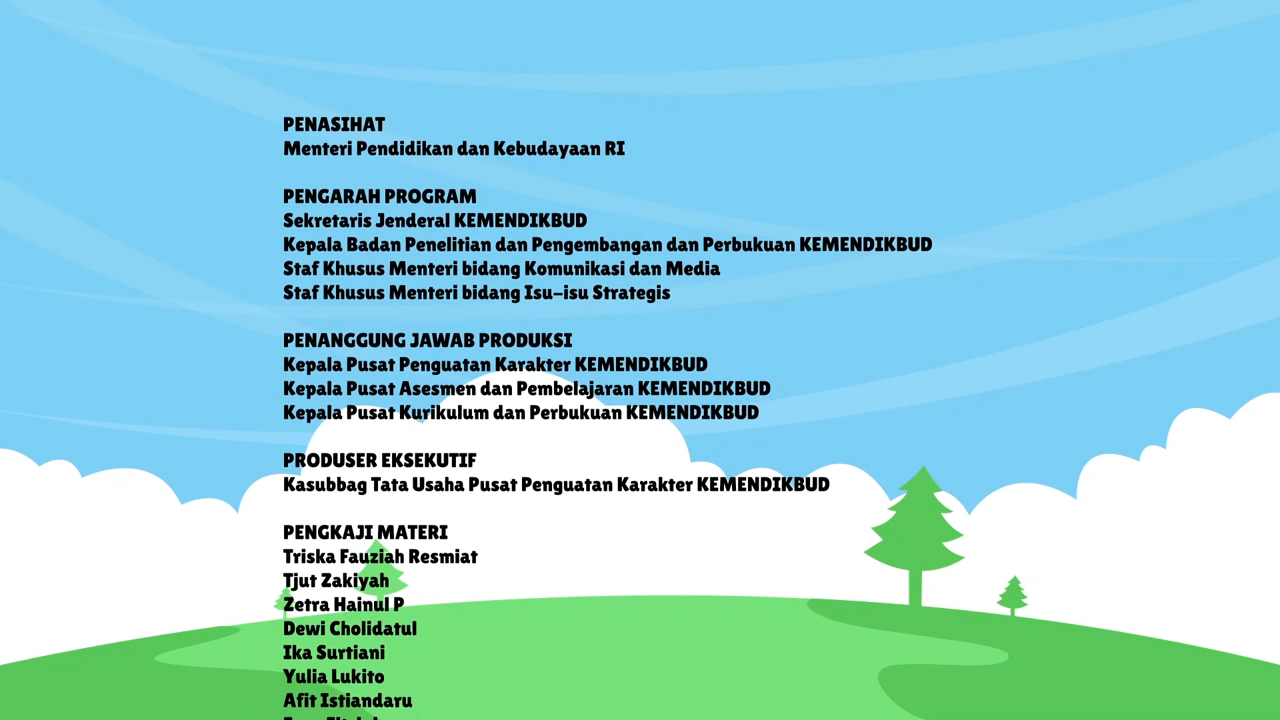 PENASIHAT
Menteri Pendidikan dan Kebudayaan RI
PENGARAH PROGRAM
Sekretaris Jenderal KEMENDIKBUD
Kepala Badan Penelitian dan Pengembangan dan Perbukuan KEMENDIKBUD
Staf Khusus Menteri bidang Komunikasi dan Media
Staf Khusus Menteri bidang Isu-isu Strategis
PENANGGUNG JAWAB PRODUKSI
Kepala Pusat Penguatan Karakter KEMENDIKBUD
Kepala Pusat Asesmen dan Pembelajaran KEMENDIKBUD
Kepala Pusat Kurikulum dan Perbukuan KEMENDIKBUD
PRODUSER EKSEKUTIF
Kasubbag Tata Usaha Pusat Penguatan Karakter KEMENDIKBUD
PENGKAJI MATERI
Triska Fauziah Resmiat
Tjut Zakiyah
Zetra Hainul P
Dewi Cholidatul
Ika Surtiani
Yulia Lukito
Afit Istiandaru